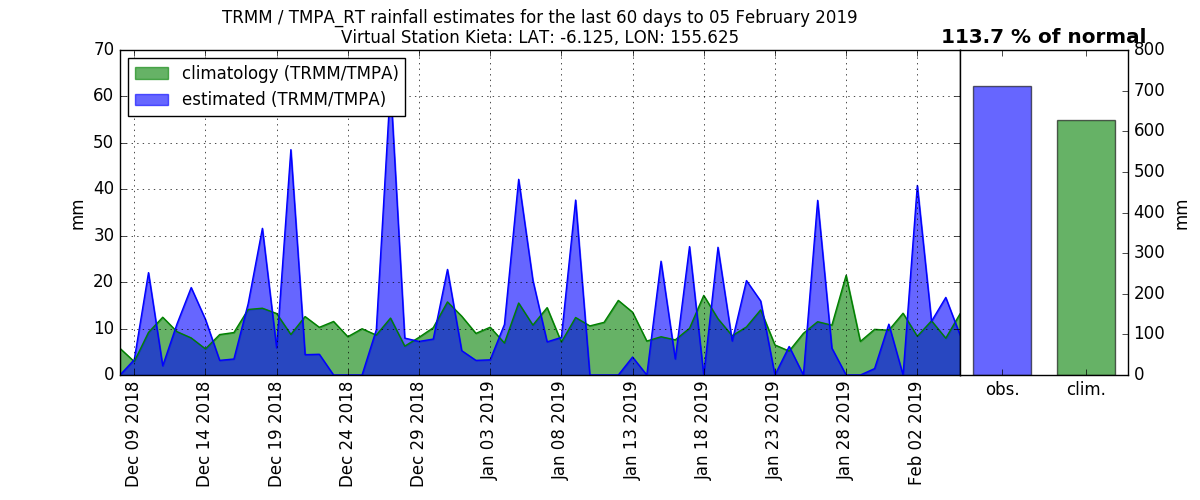 TRMM / TMPA_RT rainfall estimates for the last 60 days to 05 February 2019
Virtual Station Kieta: LAT: -6.125, LON: 155.625
113.7 % of normal
climatology (TRMM/TMPA)
estimated (TRMM/TMPA)
70
60
50
40
30
20
10
0
mm
Dec 09 2018
Dec 14 2018
Dec 19 2018
Dec 24 2018
Dec 29 2018
Jan 03 2019
Jan 08 2019
Jan 13 2019
Jan 18 2019
Jan 23 2019
Jan 28 2019
Feb 02 2019
obs.
clim.
800
700
600
500
400
300
200
100
0
mm